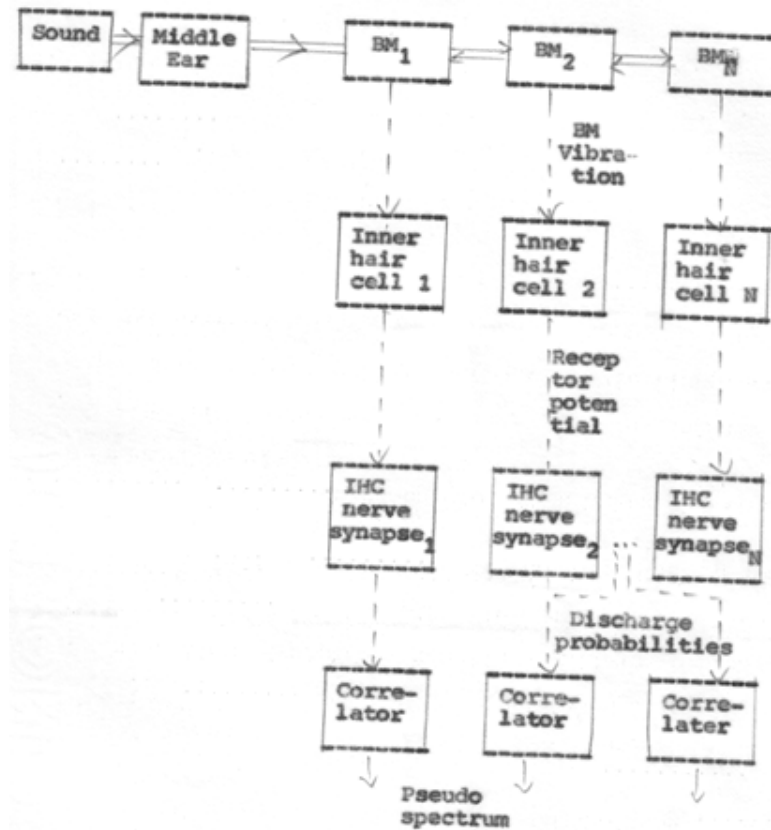 Sound
Middle
Ear
BM1
BM2
BMN
BM
Vibra-
tion
Inner
hair
cell 1
Inner
hair
cell 2
Inner
hair
cell N
Recep
tor
poten
tial
IHC
nerve
synapse1
IHC
nerve
synapse2
IHC
nerve
synapseN
Discharge
probabilities
Corre-
lator
Corre-
lator
Corre-
later
Pseudo
spectrum